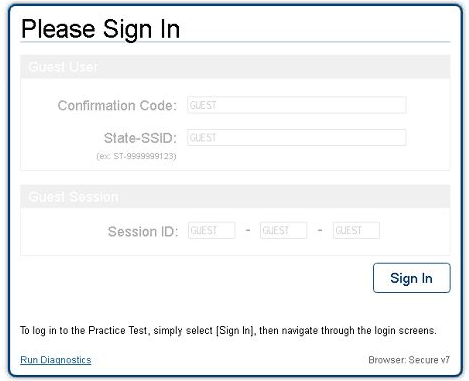 Please Sign In
Guest User
Confirmation Code: GUEST
State-SSID: GUEST
(ex: ST-9999999123)
Guest Session
Session ID: GUEST - GUEST - GUEST
Sign In
To log in to the Practice Test, simply select [Sign In], then navigate through the login screens.
Run Diagnostics Browser: Secure v7